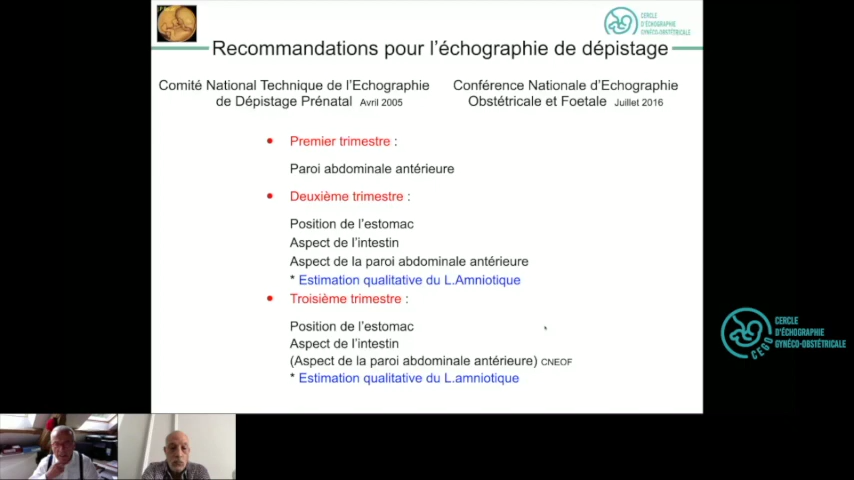 CERCLE
D'ÉCHOGRAPHIE
GYNÉCO-OBSTÉTRICALE
Recommandations pour l'échographie de dépistage
Comité National Technique de l'Echographie
de Dépistage Prénatal Avril 2005
Conférence Nationale d'Echographie
Obstétricale et Foetale Juillet 2016
• Premier trimestre :
Paroi abdominale antérieure
• Deuxième trimestre :
Position de l'estomac
Aspect de l'intestin
Aspect de la paroi abdominale antérieure
* Estimation qualitative du L.Amniotique
• Troisième trimestre :
Position de l'estomac
Aspect de l'intestin
(Aspect de la paroi abdominale antérieure) CNEOF
* Estimation qualitative du L.amniotique
CERCLE
D'ÉCHOGRAPHIE
GYNÉCO-OBSTÉTRICALE
CEGO